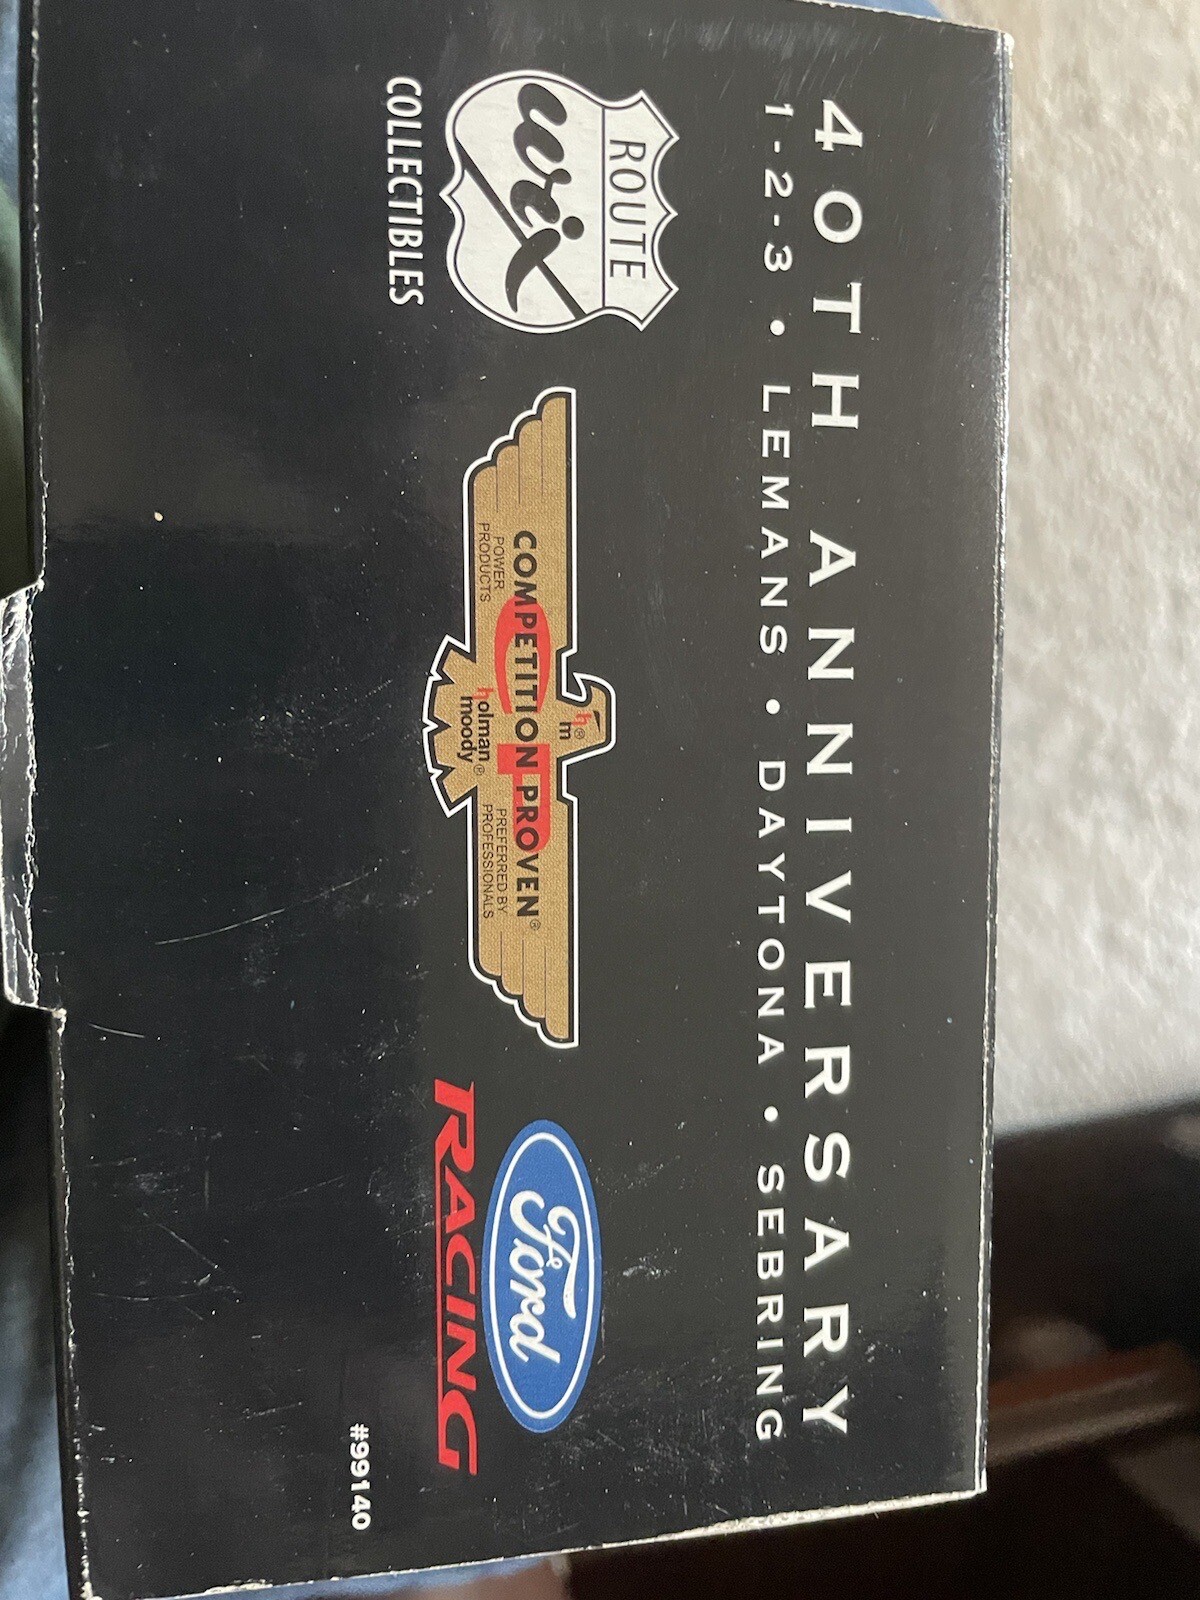 40TH ANNIVERSARY
1-2-3 • LEMANS • DAYTONA • SEBRING
ROUTE
wix
COLLECTIBLES
h®
m
COMPETITION PROVEN®
POWER
PRODUCTS
holman®
moody
PREFERRED BY
PROFESSIONALS
Ford
RACING
#99140